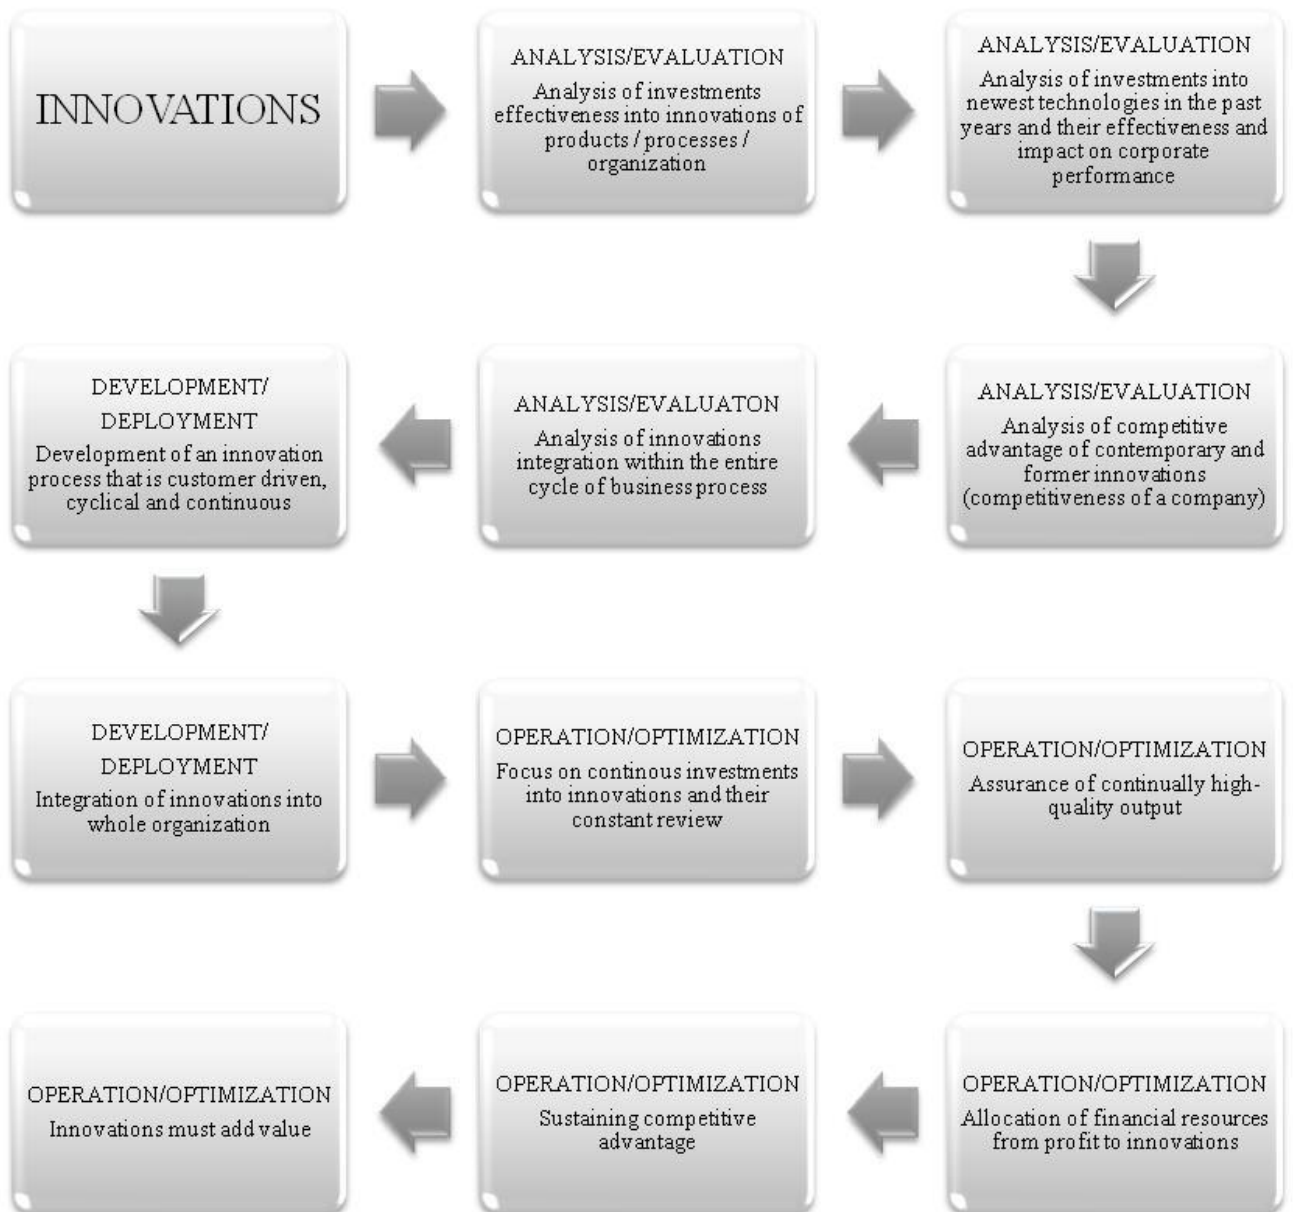 INNOVATIONS
ANALYSIS/EVALUATION
Analysis of investments
effectiveness into innovations of
products / processes /
organization
ANALYSIS/EVALUATION
Analysis of investments into
newest technologies in the past
years and their effectiveness and
impact on corporate
performance
ANALYSIS/EVALUATION
Analysis of competitive
advantage of contemporary and
former innovations
(competitiveness of a company)
ANALYSIS/EVALUATON
Analysis of innovations
integration within the entire
cycle of business process
DEVELOPMENT/
DEPLOYMENT
Development of an innovation
process that is customer driven,
cyclical and continuous
DEVELOPMENT/
DEPLOYMENT
Integration of innovations into
whole organization
OPERATION/OPTIMIZATION
Focus on continous investments
into innovations and their
constant review
OPERATION/OPTIMIZATION
Assurance of continually high-
quality output
OPERATION/OPTIMIZATION
Allocation of financial resources
from profit to innovations
OPERATION/OPTIMIZATION
Sustaining competitive
advantage
OPERATION/OPTIMIZATION
Innovations must add value